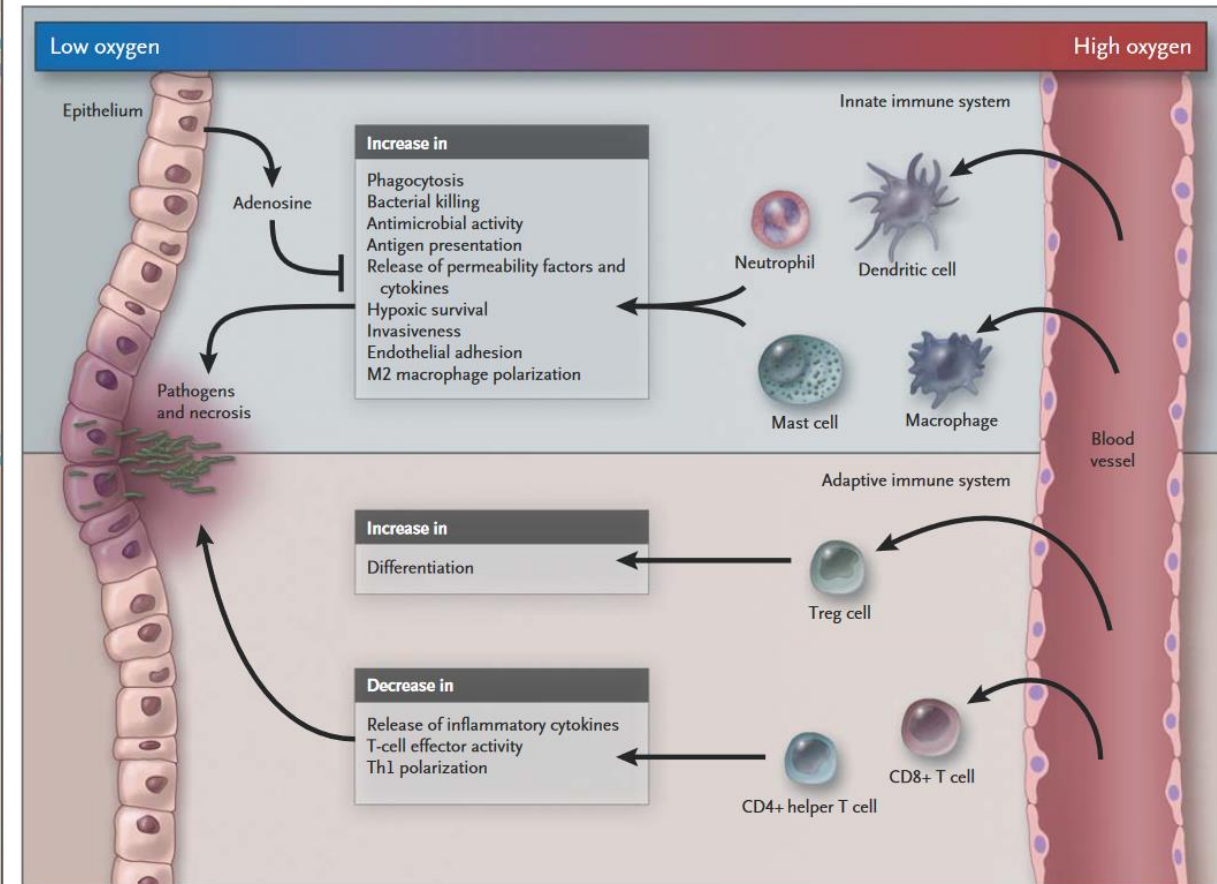 Low oxygen
High oxygen
Epithelium
Innate immune system
Increase in
Phagocytosis
Bacterial killing
Antimicrobial activity
Antigen presentation
Release of permeability factors and
cytokines
Hypoxic survival
Invasiveness
Endothelial adhesion
M2 macrophage polarization
Adenosine
Neutrophil
Dendritic cell
Mast cell
Macrophage
Pathogens
and necrosis
Blood
vessel
Adaptive immune system
Increase in
Differentiation
Treg cell
Decrease in
Release of inflammatory cytokines
T-cell effector activity
Th1 polarization
CD4+ helper T cell
CD8+ T cell